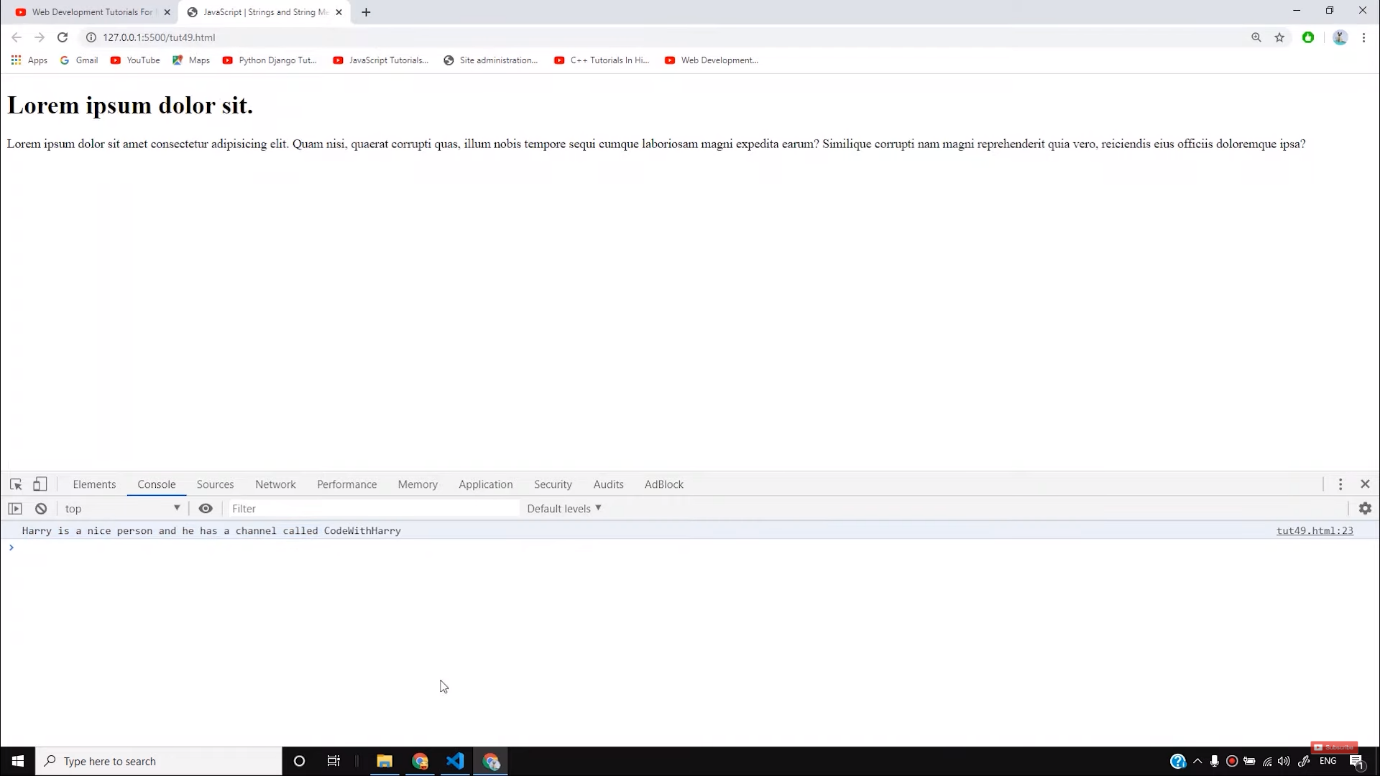 Web Development Tutorials For
JavaScript | Strings and String Me
127.0.0.1:5500/tut49.html
Apps Gmail YouTube Maps Python Django Tut... JavaScript Tutorials... Site administration... C++ Tutorials In Hi... Web Development...
Lorem ipsum dolor sit.
Lorem ipsum dolor sit amet consectetur adipisicing elit. Quam nisi, quaerat corrupti quas, illum nobis tempore sequi cumque laboriosam magni expedita earum? Similique corrupti nam magni reprehenderit quia vero, reiciendis eius officiis doloremque ipsa?
Elements Console Sources Network Performance Memory Application Security Audits AdBlock
top Filter Default levels
Harry is a nice person and he has a channel called CodeWithHarry tut49.html:23
Subscribe
Type here to search ENG 1